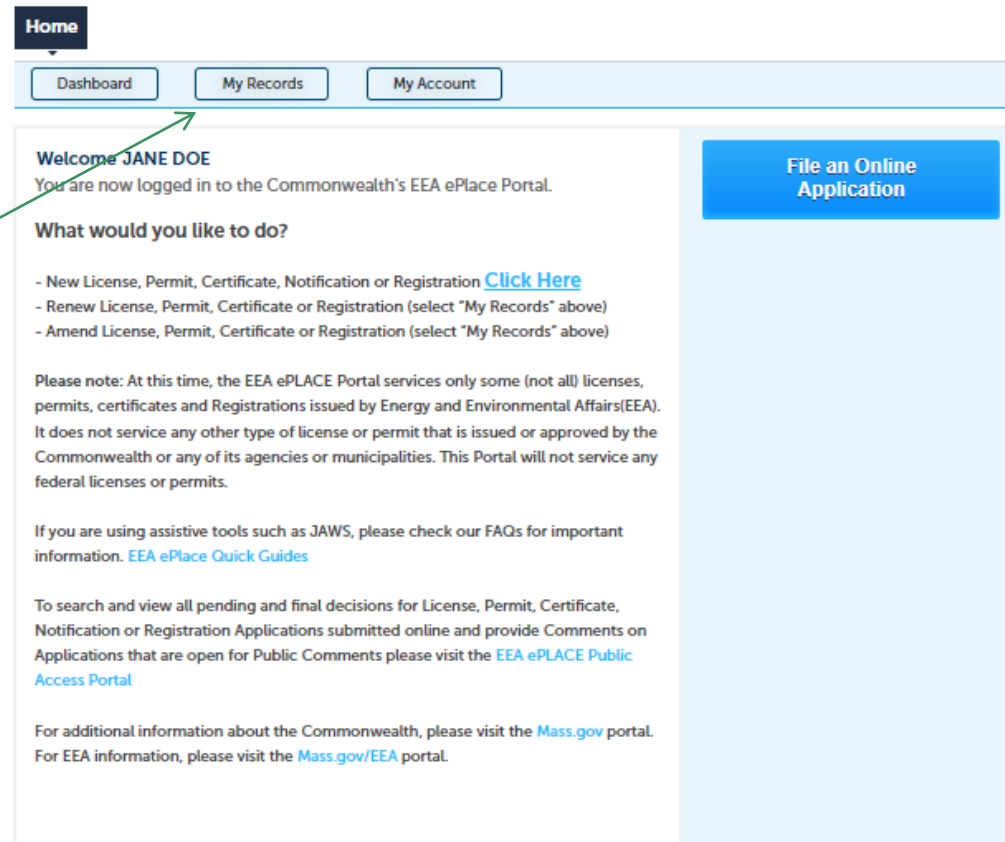 Home
Dashboard My Records My Account
Welcome JANE DOE
You are now logged in to the Commonwealth's EEA ePlace Portal.
What would you like to do?
- New License, Permit, Certificate, Notification or Registration Click Here
- Renew License, Permit, Certificate or Registration (select "My Records" above)
- Amend License, Permit, Certificate or Registration (select "My Records" above)
Please note: At this time, the EEA ePLACE Portal services only some (not all) licenses,
permits, certificates and Registrations issued by Energy and Environmental Affairs(EEA).
It does not service any other type of license or permit that is issued or approved by the
Commonwealth or any of its agencies or municipalities. This Portal will not service any
federal licenses or permits.
If you are using assistive tools such as JAWS, please check our FAQs for important
information. EEA ePlace Quick Guides
To search and view all pending and final decisions for License, Permit, Certificate,
Notification or Registration Applications submitted online and provide Comments on
Applications that are open for Public Comments please visit the EEA ePLACE Public
Access Portal
For additional information about the Commonwealth, please visit the Mass.gov portal.
For EEA information, please visit the Mass.gov/EEA portal.
File an Online
Application